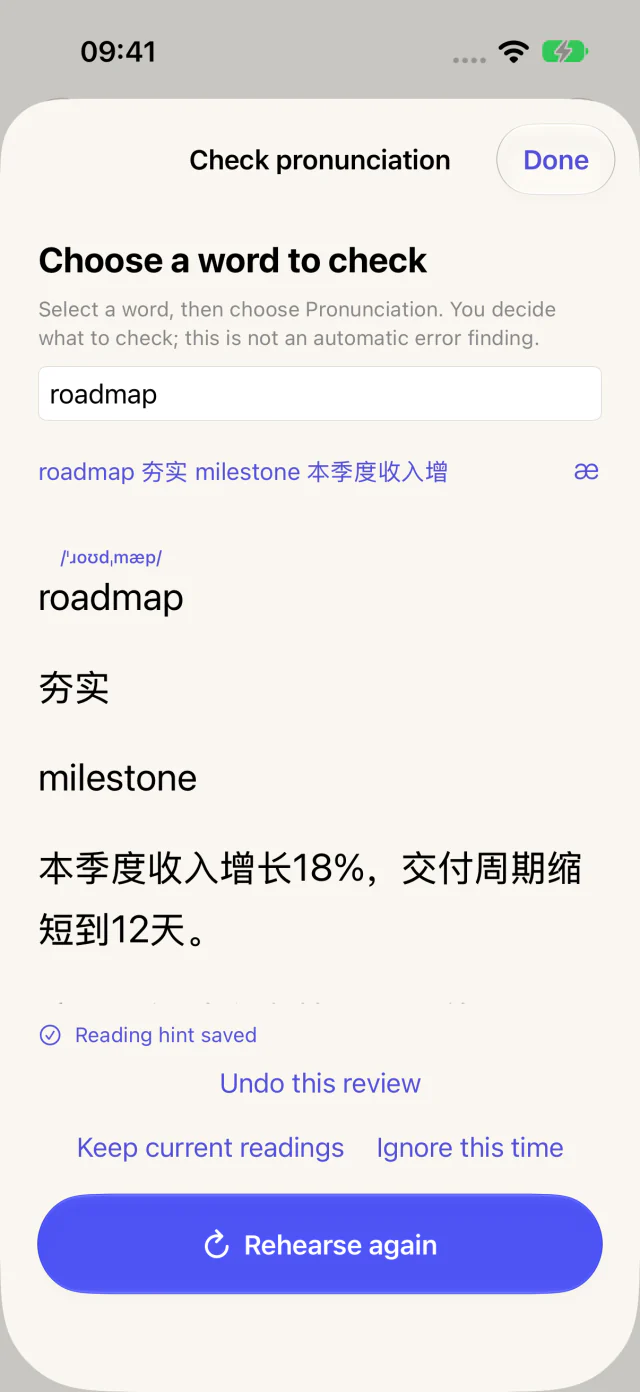 09:41
Check pronunciation
Done
Choose a word to check
Select a word, then choose Pronunciation. You decide
what to check; this is not an automatic error finding.
roadmap
roadmap 夯实 milestone 本季度收入增
æ
/ˈɹoʊdˌmæp/
roadmap
夯实
milestone
本季度收入增长18%，交付周期缩
短到12天。
Reading hint saved
Undo this review
Keep current readings
Ignore this time
Rehearse again